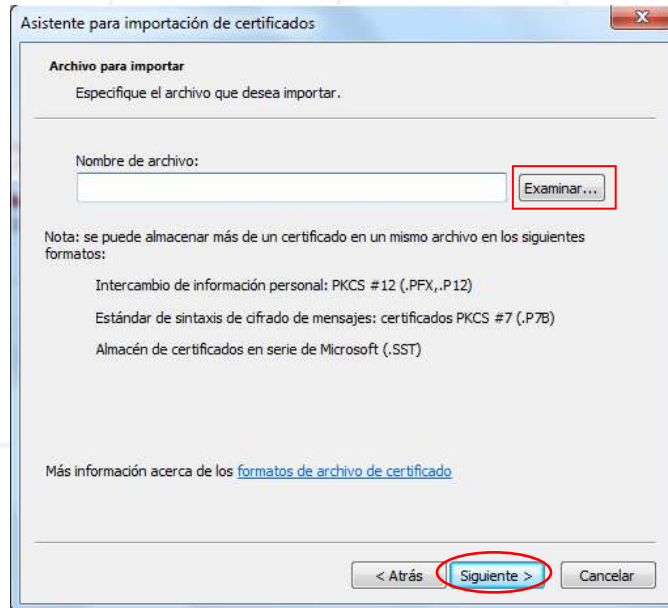 Asistente para importación de certificados
Archivo para importar
Especifique el archivo que desea importar.
Nombre de archivo:
Examinar...
Nota: se puede almacenar más de un certificado en un mismo archivo en los siguientes
formatos:
Intercambio de información personal: PKCS #12 (.PFX,.P12)
Estándar de sintaxis de cifrado de mensajes: certificados PKCS #7 (.P7B)
Almacén de certificados en serie de Microsoft (.SST)
Más información acerca de los formatos de archivo de certificado
< Atrás Siguiente > Cancelar